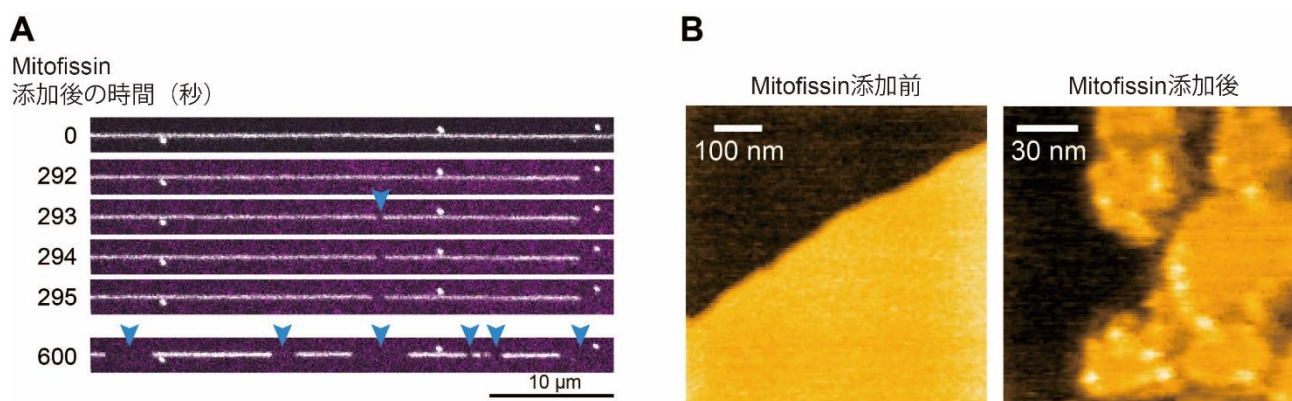 A
Mitofissin
添加後の時間（秒）
0
292
293
294
295
600
10 µm
B
Mitofissin添加前
Mitofissin添加後
100 nm
30 nm